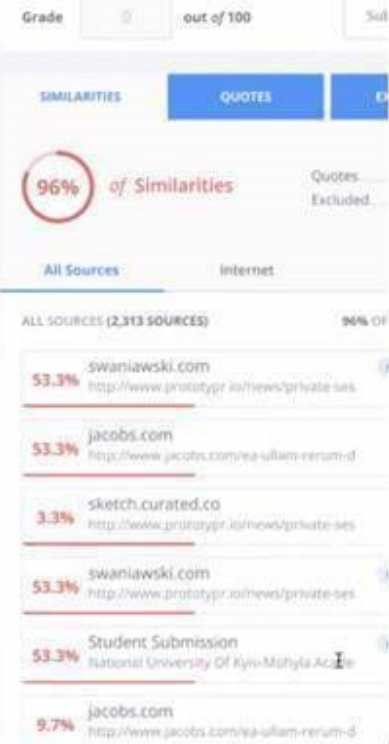 Grade 0 out of 100
SIMILARITIES QUOTES
96% of Similarities
Quotes
Excluded
All Sources Internet
ALL SOURCES (2,313 SOURCES) 96% OF
swaniawski.com
53.3%
http://www.prototypr.io/news/private-ses
jacobs.com
53.3%
http://www.jacobs.com/ea-ullam-rerum-d
sketch.curated.co
3.3%
http://www.prototypr.io/news/private-ses
swaniawski.com
53.3%
http://www.prototypr.io/news/private-ses
Student Submission
53.3%
National University Of Kyiv-Mohyla
jacobs.com
9.7%
http://www.jacobs.com/ea-ullam-rerum-d